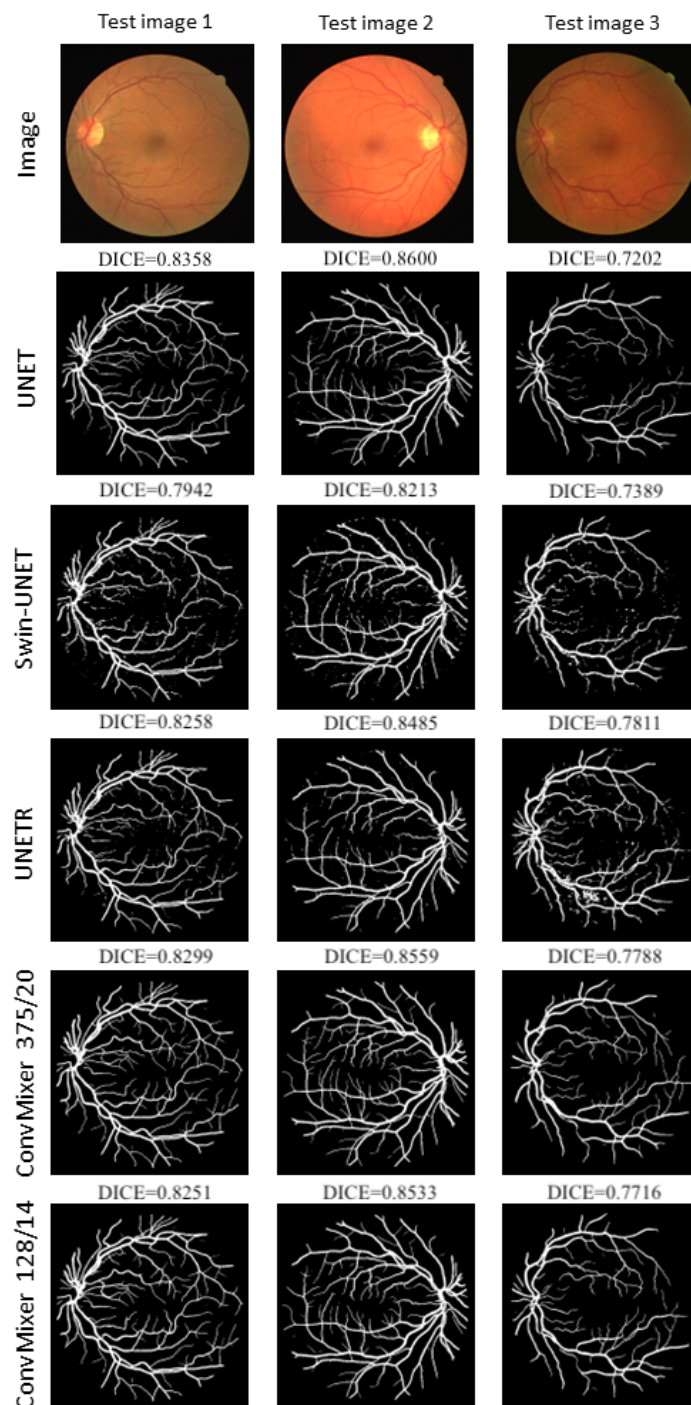 Test image 1 Test image 2 Test image 3
Image
DICE=0.8358 DICE=0.8600 DICE=0.7202
UNET
DICE=0.7942 DICE=0.8213 DICE=0.7389
Swin-UNET
DICE=0.8258 DICE=0.8485 DICE=0.7811
UNETR
DICE=0.8299 DICE=0.8559 DICE=0.7788
ConvMixer 375/20
DICE=0.8251 DICE=0.8533 DICE=0.7716
ConvMixer 128/14